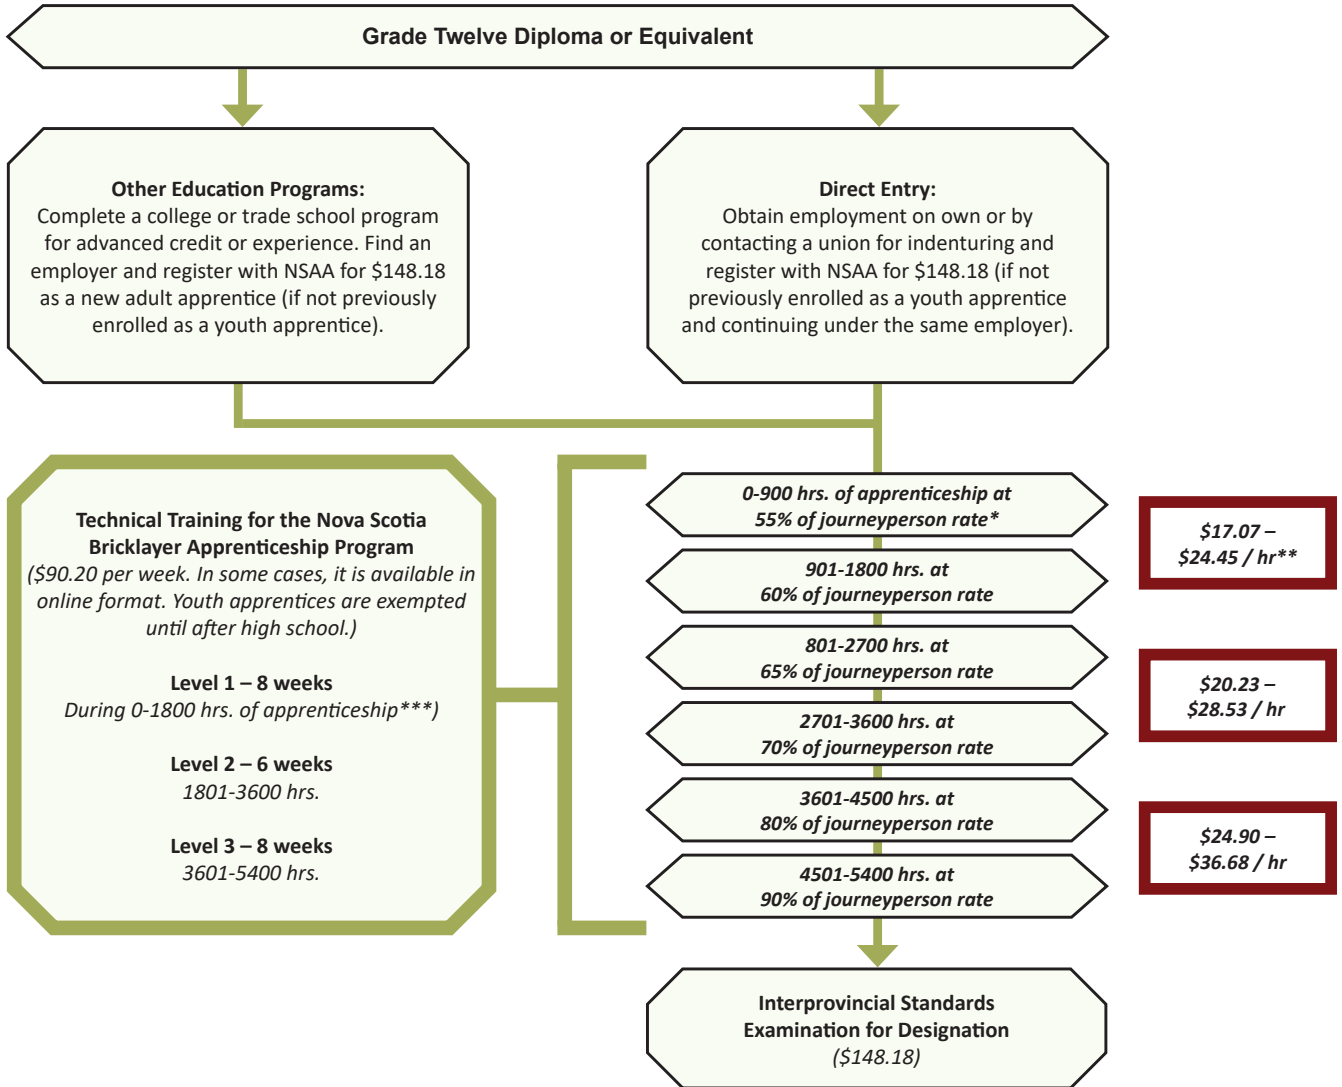 Grade Twelve Diploma or Equivalent
Other Education Programs:
Complete a college or trade school program
for advanced credit or experience. Find an
employer and register with NSAA for $148.18
as a new adult apprentice (if not previously
enrolled as a youth apprentice).
Direct Entry:
Obtain employment on own or by
contacting a union for indenturing and
register with NSAA for $148.18 (if not
previously enrolled as a youth apprentice
and continuing under the same employer).
Technical Training for the Nova Scotia
Bricklayer Apprenticeship Program
($90.20 per week. In some cases, it is available in
online format. Youth apprentices are exempted
until after high school.)
Level 1 – 8 weeks
During 0-1800 hrs. of apprenticeship***)
Level 2 – 6 weeks
1801-3600 hrs.
Level 3 – 8 weeks
3601-5400 hrs.
0-900 hrs. of apprenticeship at
55% of journeyperson rate*
901-1800 hrs. at
60% of journeyperson rate
801-2700 hrs. at
65% of journeyperson rate
2701-3600 hrs. at
70% of journeyperson rate
3601-4500 hrs. at
80% of journeyperson rate
4501-5400 hrs. at
90% of journeyperson rate
$17.07 –
$24.45 / hr**
$20.23 –
$28.53 / hr
$24.90 –
$36.68 / hr
Interprovincial Standards
Examination for Designation
($148.18)